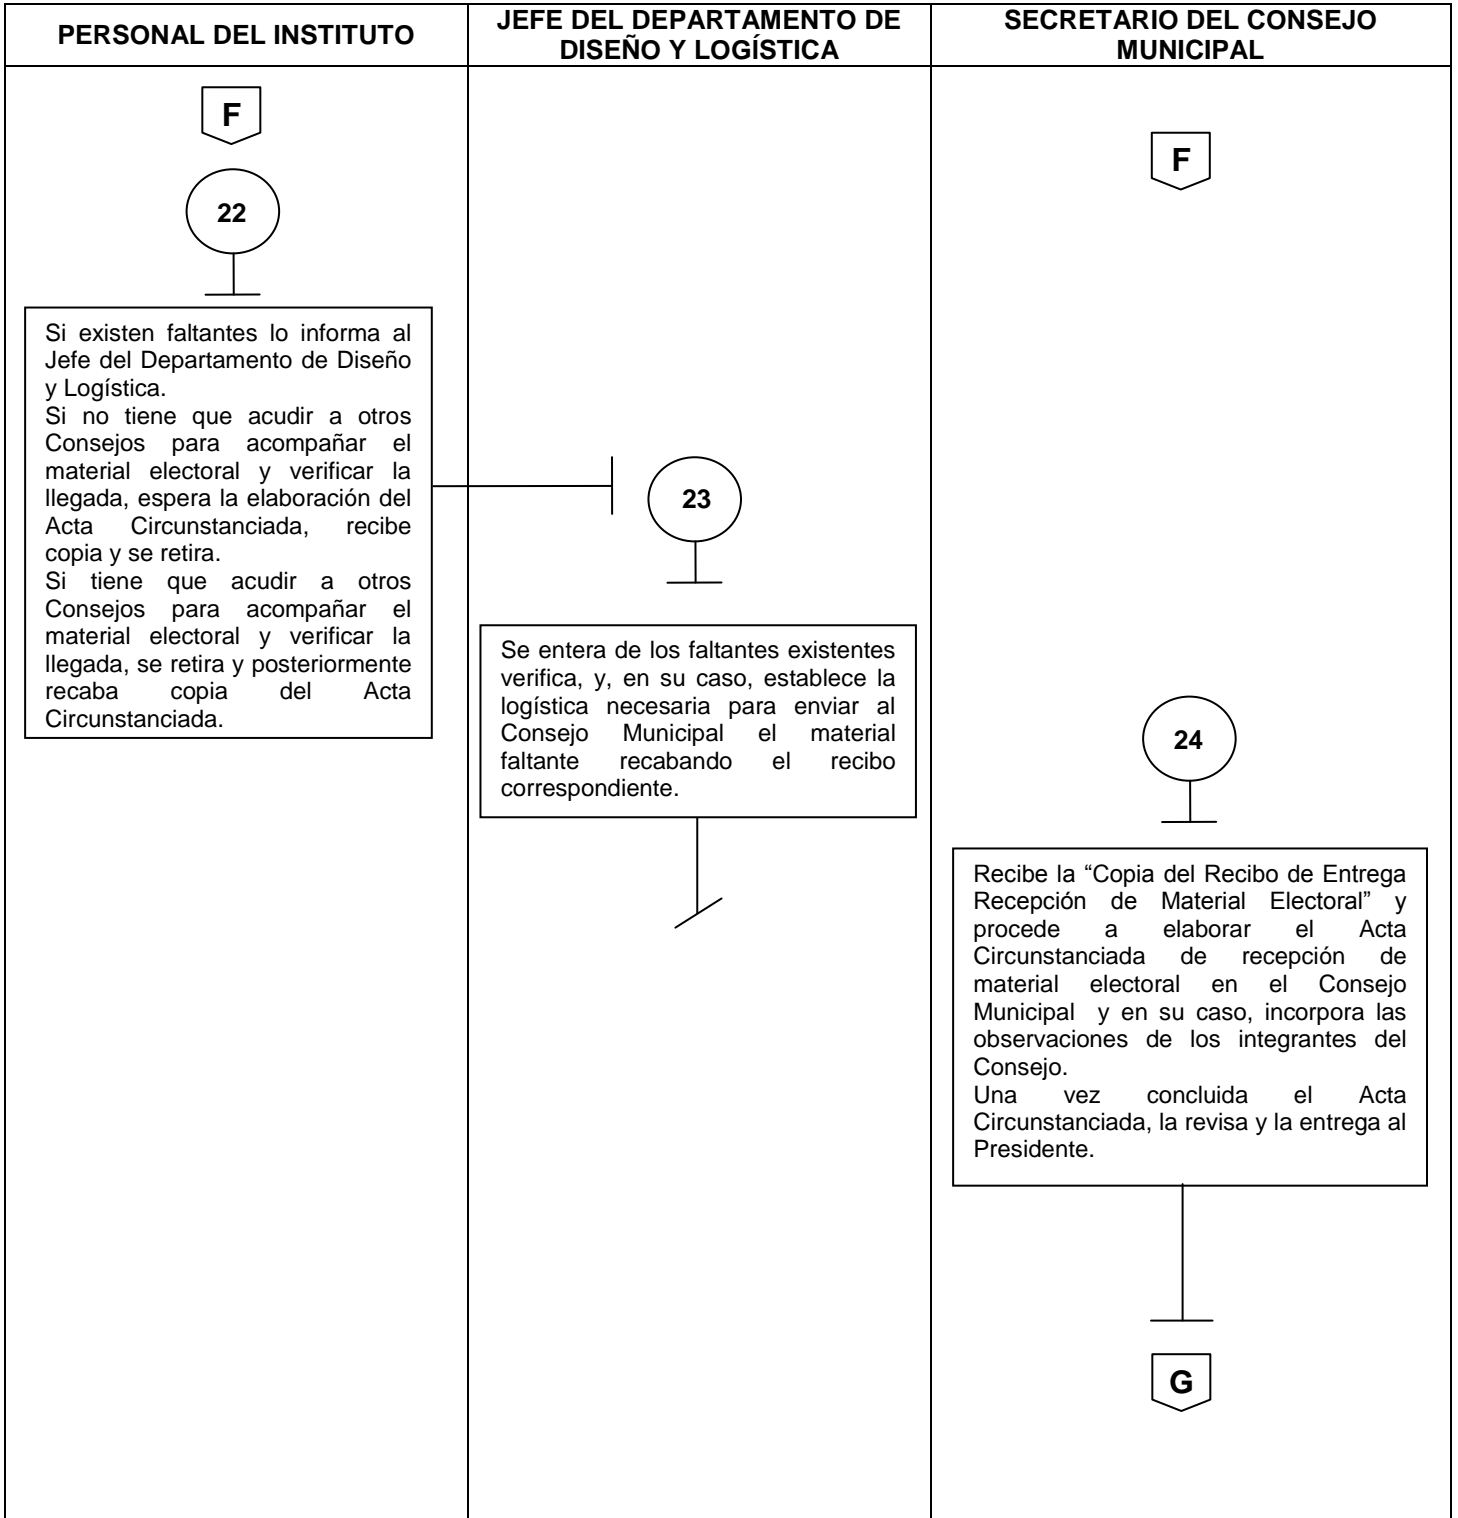 PERSONAL DEL INSTITUTO
JEFE DEL DEPARTAMENTO DE
DISEÑO Y LOGÍSTICA
SECRETARIO DEL CONSEJO
MUNICIPAL
F
22
Si existen faltantes lo informa al
Jefe del Departamento de Diseño
y Logística.
Si no tiene que acudir a otros
Consejos para acompañar el
material electoral y verificar la
llegada, espera la elaboración del
Acta Circunstanciada, recibe
copia y se retira.
Si tiene que acudir a otros
Consejos para acompañar el
material electoral y verificar la
llegada, se retira y posteriormente
recaba copia del Acta
Circunstanciada.
23
Se entera de los faltantes existentes
verifica, y, en su caso, establece la
logística necesaria para enviar al
Consejo Municipal el material
faltante recabando el recibo
correspondiente.
F
24
Recibe la “Copia del Recibo de Entrega
Recepción de Material Electoral” y
procede a elaborar el Acta
Circunstanciada de recepción de
material electoral en el Consejo
Municipal y en su caso, incorpora las
observaciones de los integrantes del
Consejo.
Una vez concluida el Acta
Circunstanciada, la revisa y la entrega al
Presidente.
G